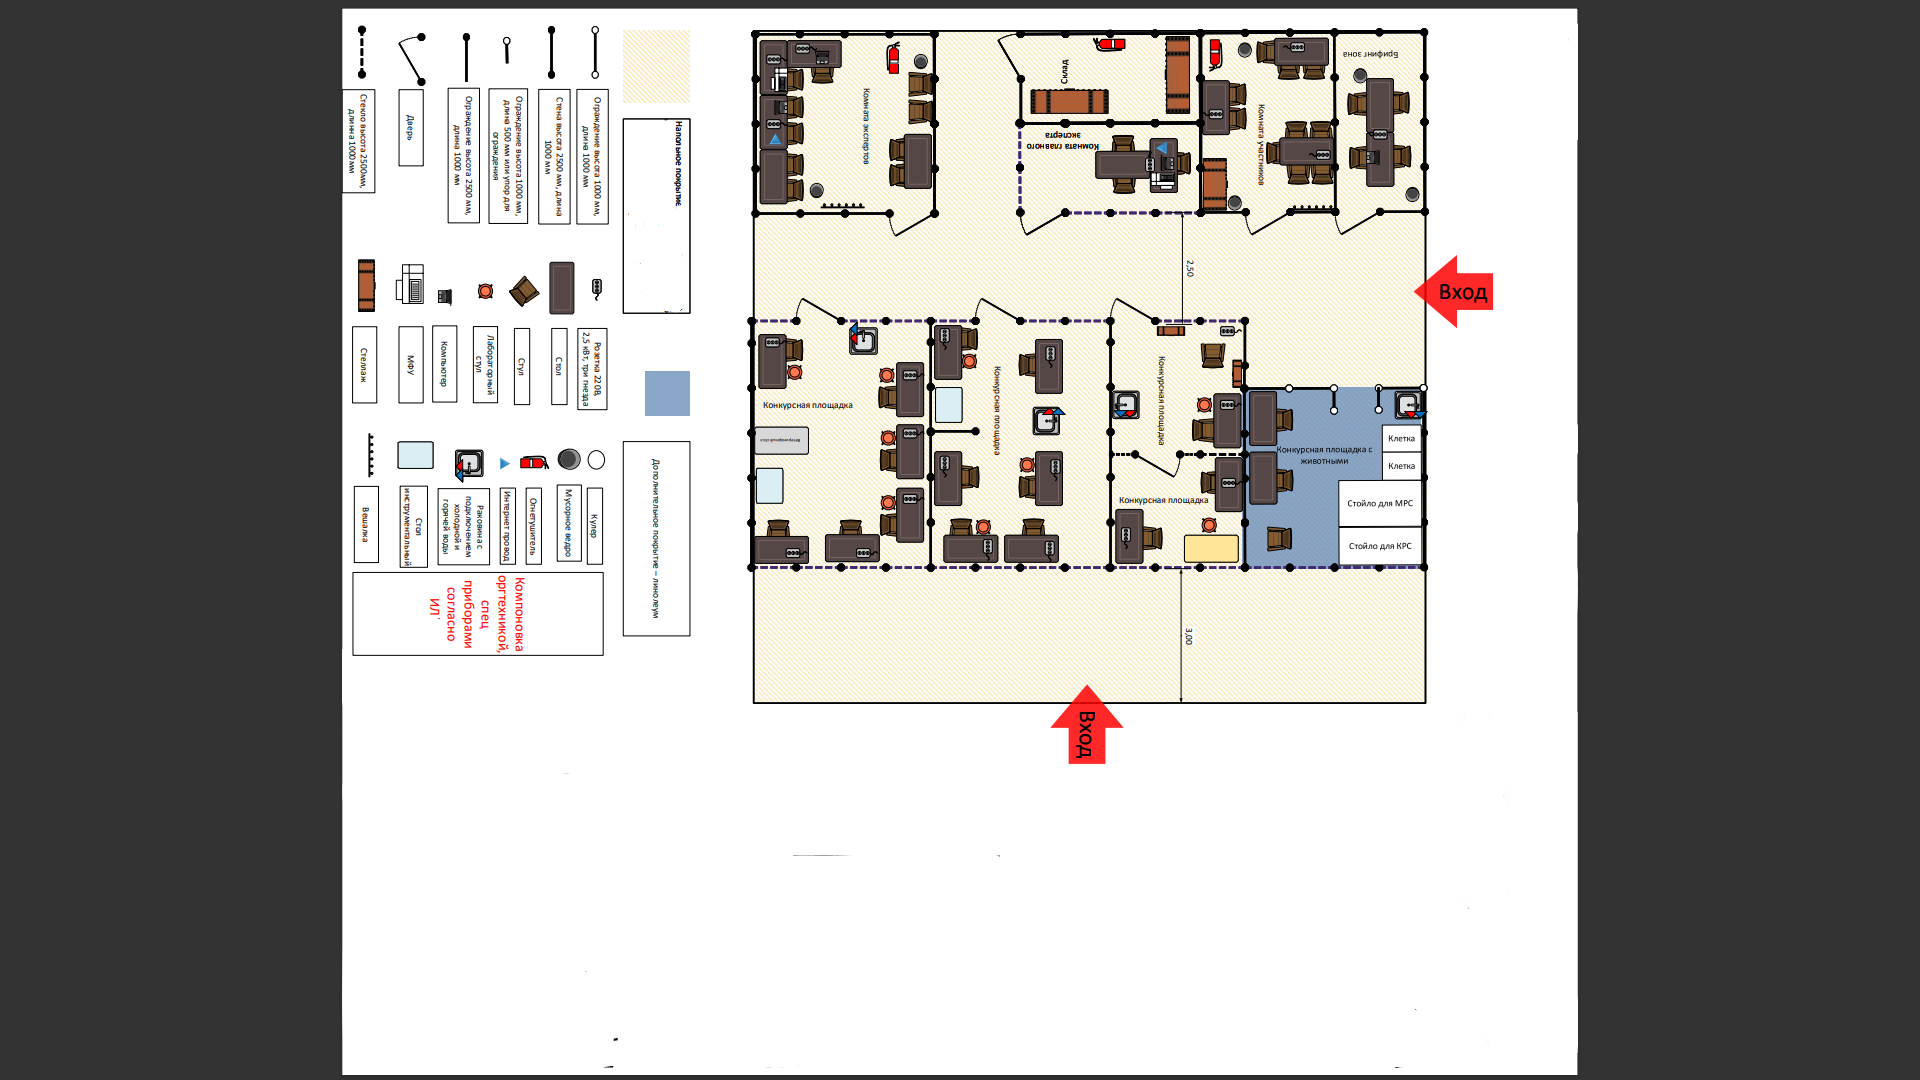 Стекло высота 2500мм,
длинна 1000 мм
Дверь
Ограждение высота 2500 мм,
длина 1000 мм
Ограждение высота 1000 мм,
длина 500 мм или упор для
ограждения
Стена высота 2500 мм, длина
1000 мм
Ограждение высота 1000 мм,
длина 1000 мм
Напольное покрытие
Стеллаж
МФУ
Компьютер
Лабораторный
стул
Стул
Стол
Розетка 220В,
2,5 кВт, три гнезда
Вешалка
Стол
инструментальный
Раковина с
подключением
холодной и
горячей воды
Интернет провод
Огнетушитель
Мусорное ведро
Кулер
Дополнительное покрытие – линолеум
Компоновка
оргтехникой,
спец
приборами
согласно
ИЛ`
Комната экспертов
Склад
Комната главного
эксперта
Комната участников
Брифинг зона
2,50
Вход
Конкурсная площадка
Ветеринарный стол
Конкурсная площадка
Конкурсная площадка
Конкурсная площадка
Конкурсная площадка с
животными
Клетка
Клетка
Стойло для МРС
Стойло для КРС
3,00
Вход